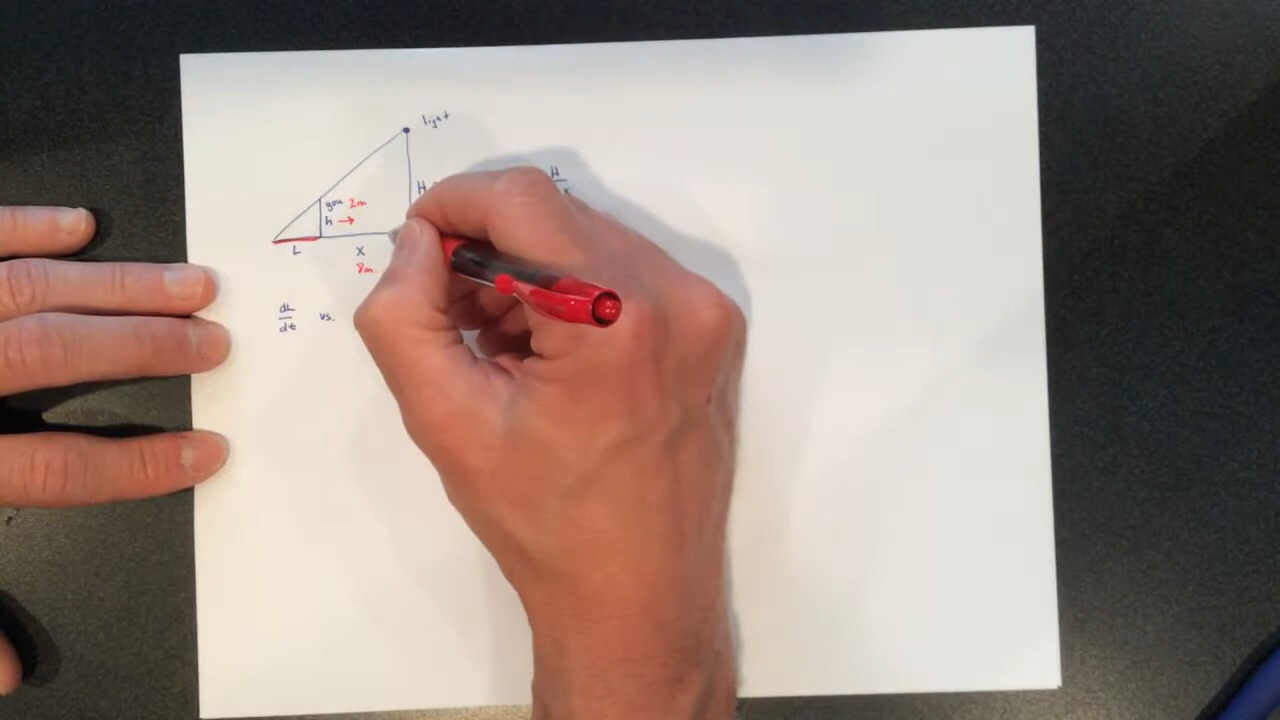 light
H
H
you 2m
h →
L X
8m
dL/dt vs.